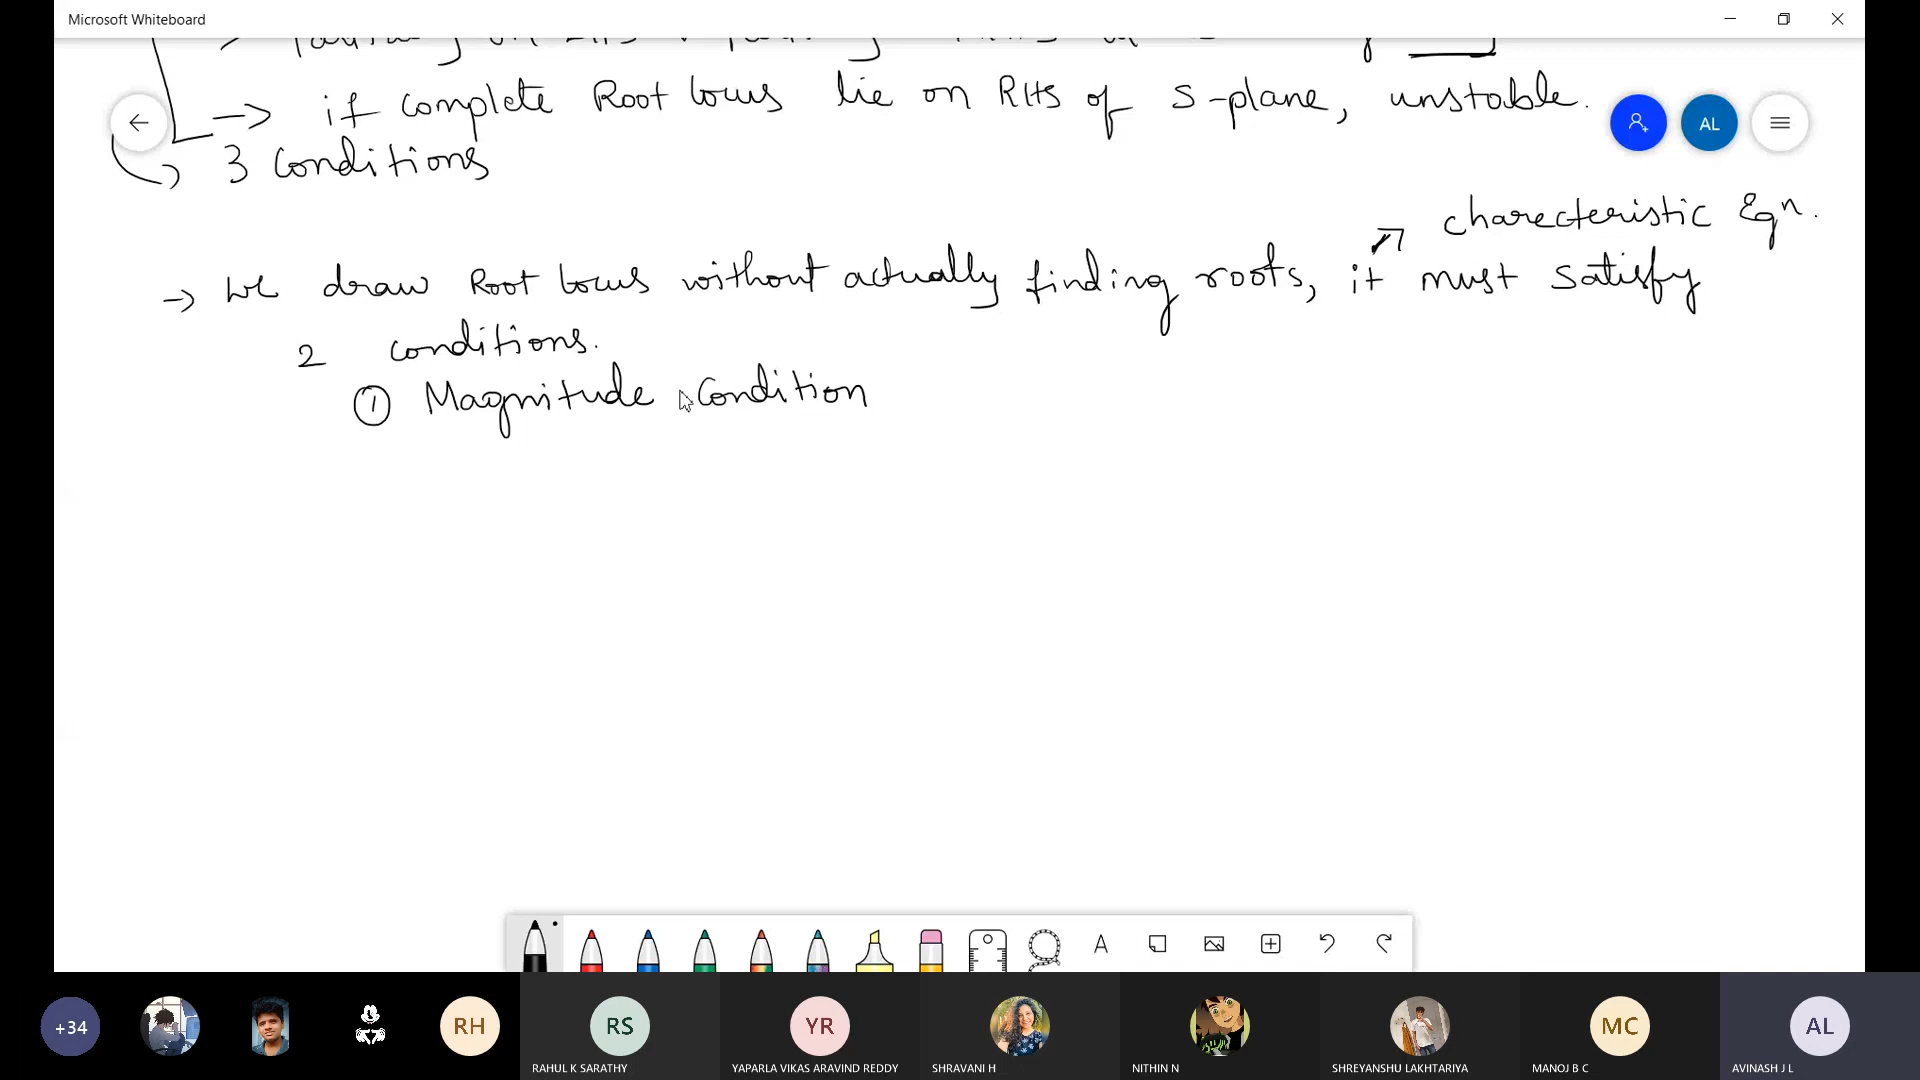 Microsoft Whiteboard
→ if complete Root locus lie on RHS of S-plane, unstable.
AL
3 conditions
charecteristic Eqn.
→ We draw Root locus without actually finding roots, it must satisfy
2 conditions.
① Magnitude Condition
A
+34
RH
RS
YR
MC
AL
RAHUL K SARATHY
YAPARLA VIKAS ARAVIND REDDY
SHRAVANI H
NITHIN N
SHREYANSHU LAKHTARIYA
MANOJ B C
AVINASH J L